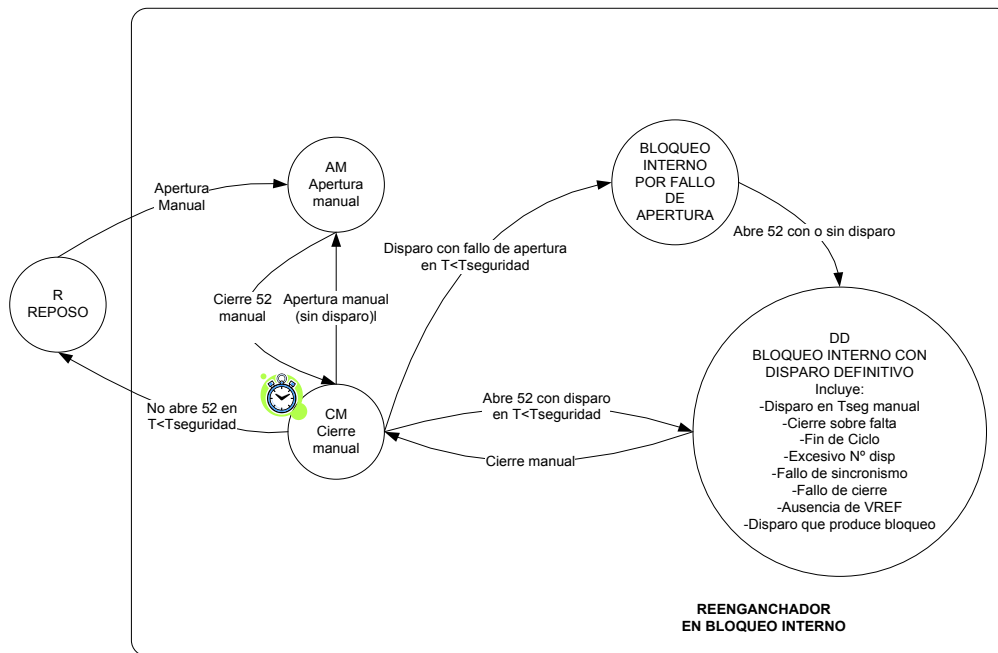 AM
Apertura
manual
BLOQUEO
INTERNO
POR FALLO
DE
APERTURA
Apertura
Manual
Abre 52 con o sin disparo
Disparo con fallo de apertura
en T<Tseguridad
R
REPOSO
Cierre 52
manual
Apertura manual
(sin disparo)l
DD
BLOQUEO INTERNO CON
DISPARO DEFINITIVO
Incluye:
-Disparo en Tseg manual
-Cierre sobre falta
-Fin de Ciclo
-Excesivo Nº disp
-Fallo de sincronismo
-Fallo de cierre
-Ausencia de VREF
-Disparo que produce bloqueo
No abre 52 en
T<Tseguridad
CM
Cierre
manual
Abre 52 con disparo
en T<Tseguridad
Cierre manual
REENGANCHADOR
EN BLOQUEO INTERNO